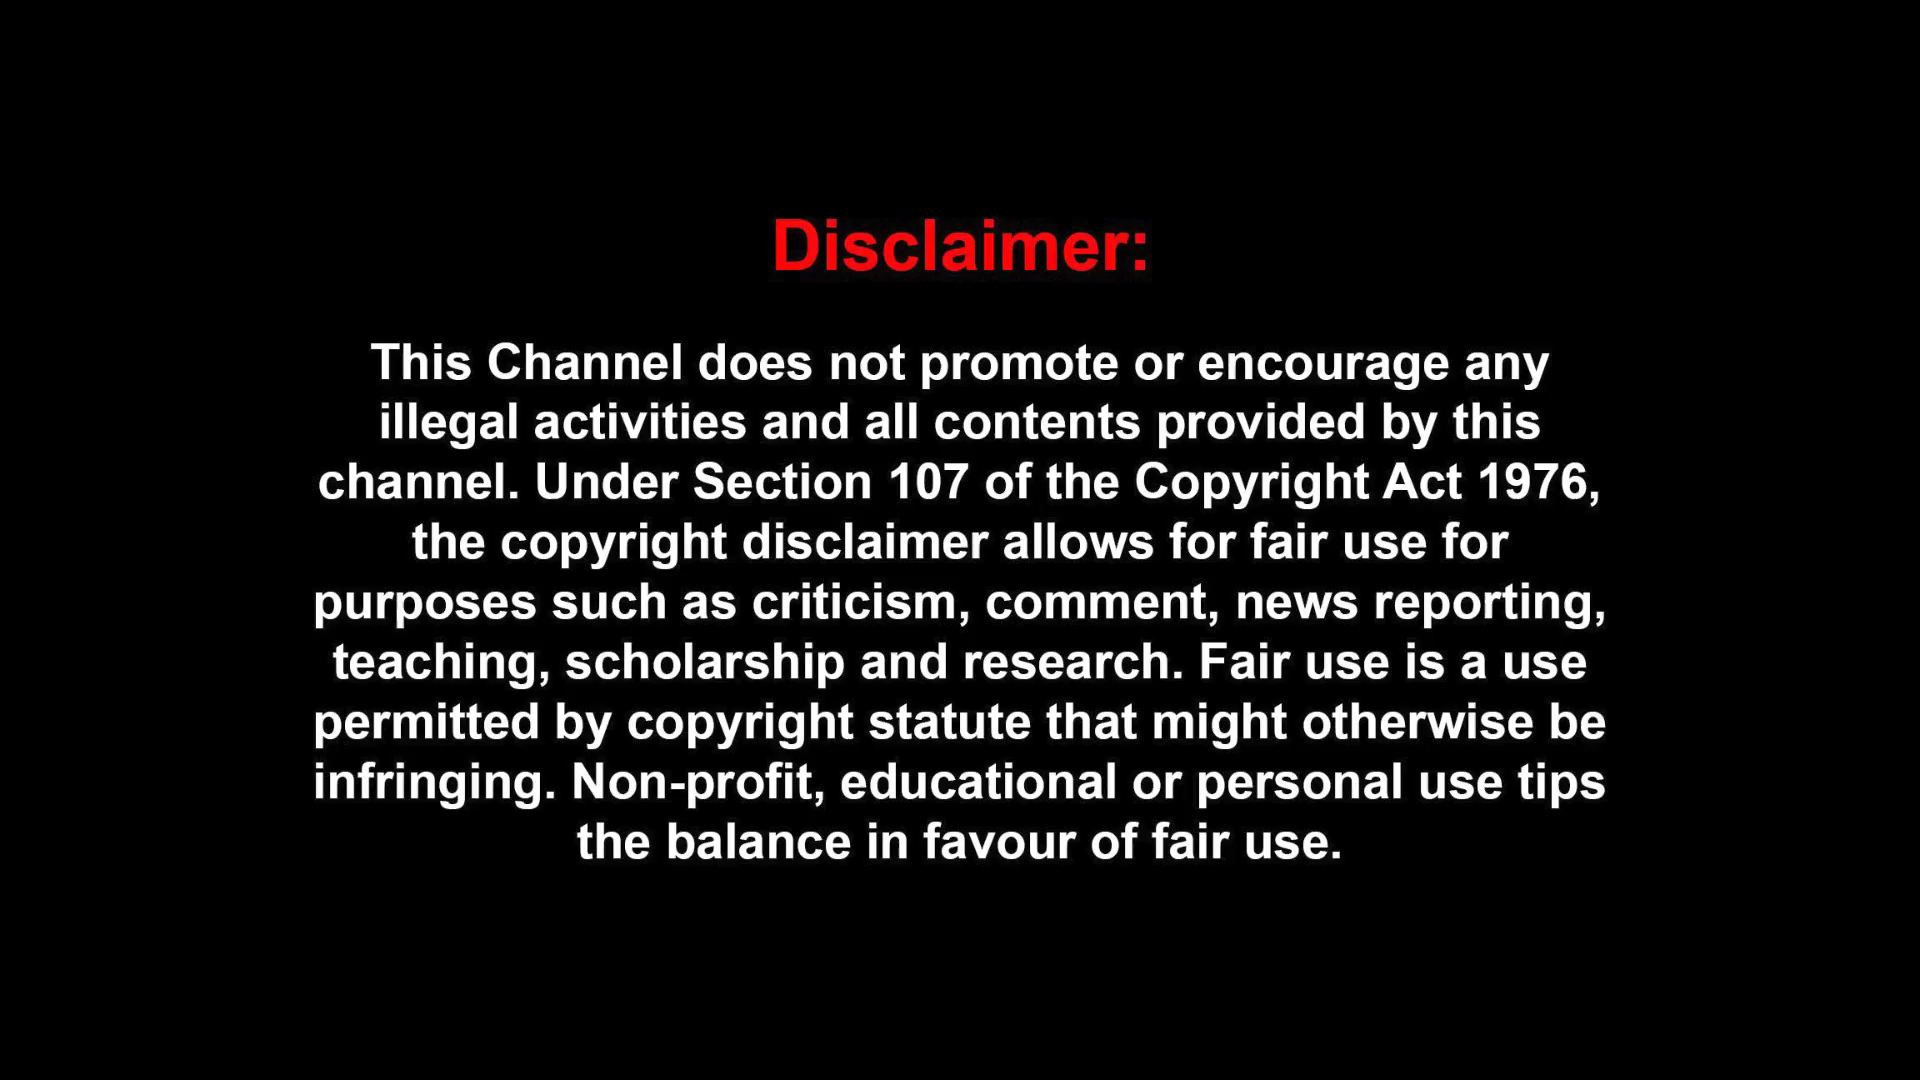 Disclaimer:
This Channel does not promote or encourage any
illegal activities and all contents provided by this
channel. Under Section 107 of the Copyright Act 1976,
the copyright disclaimer allows for fair use for
purposes such as criticism, comment, news reporting,
teaching, scholarship and research. Fair use is a use
permitted by copyright statute that might otherwise be
infringing. Non-profit, educational or personal use tips
the balance in favour of fair use.